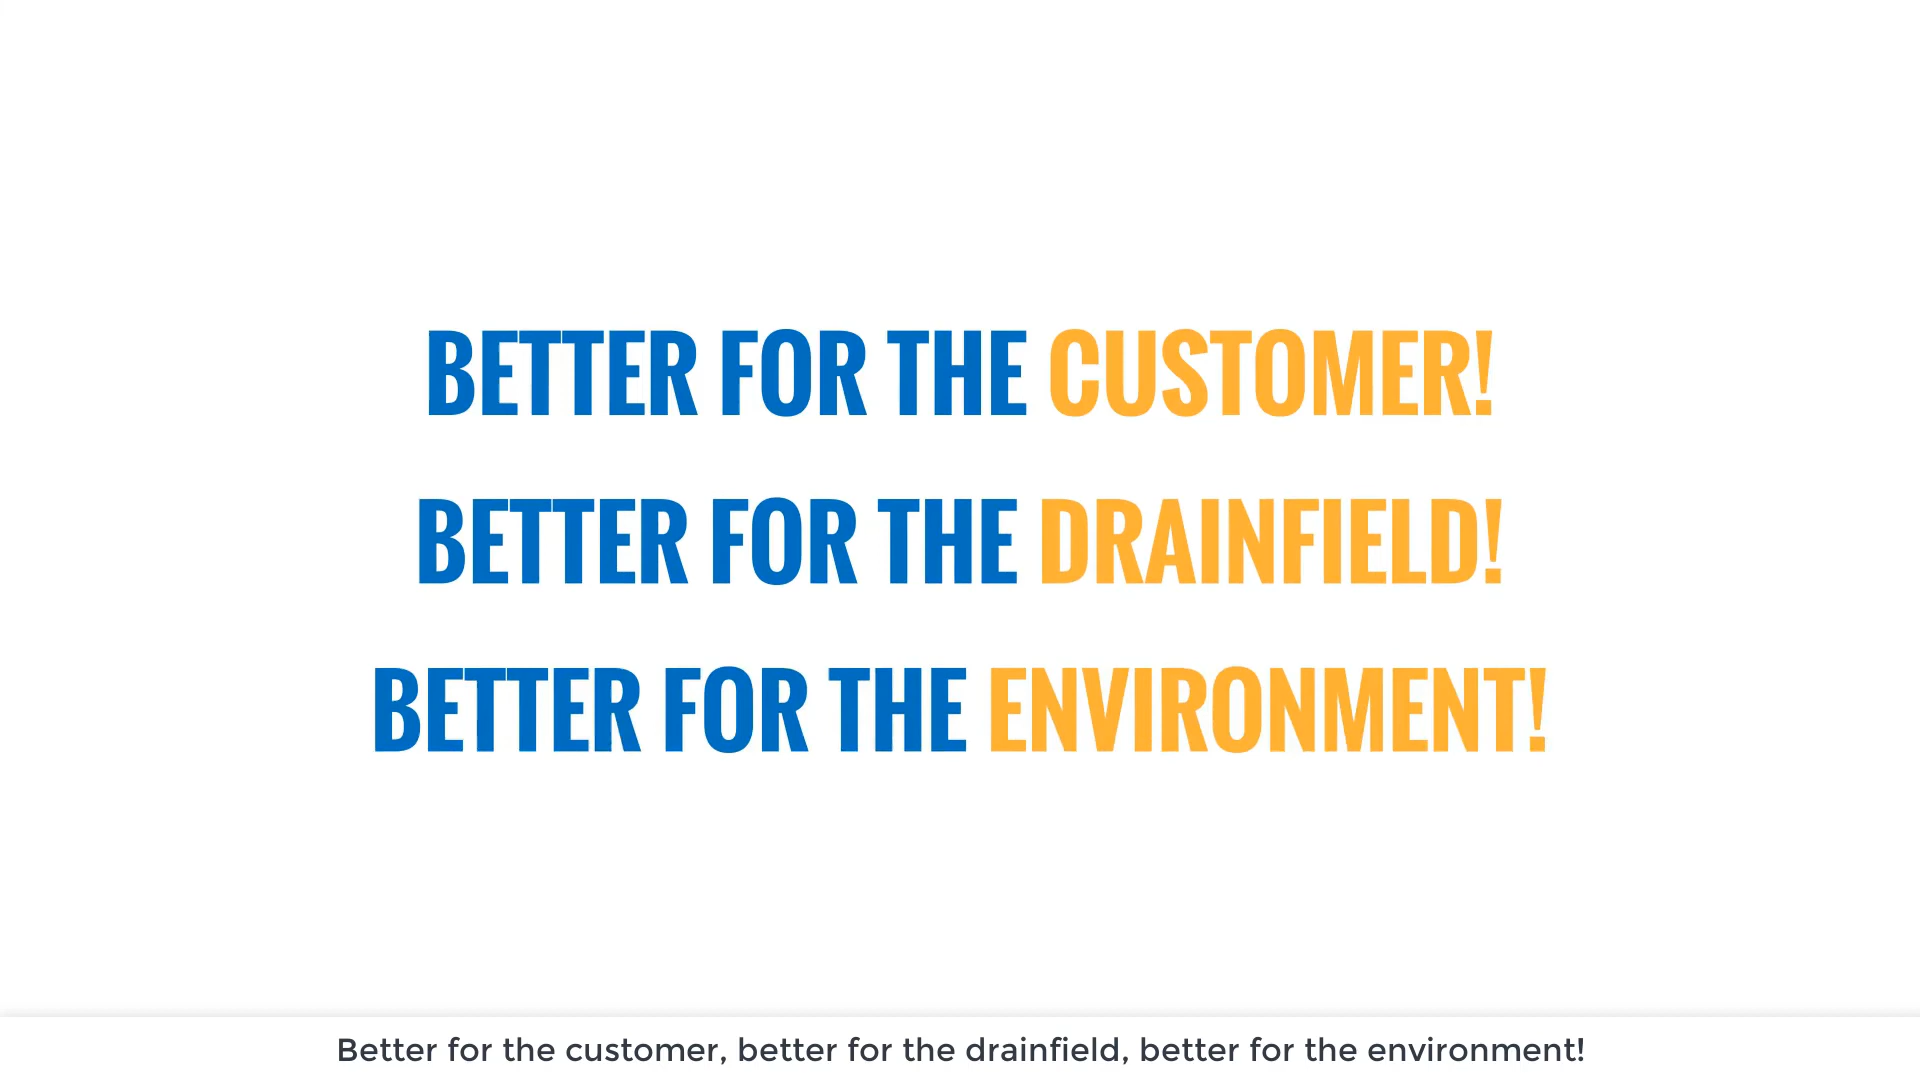 BETTER FOR THE CUSTOMER!
BETTER FOR THE DRAINFIELD!
BETTER FOR THE ENVIRONMENT!
Better for the customer, better for the drainfield, better for the environment!